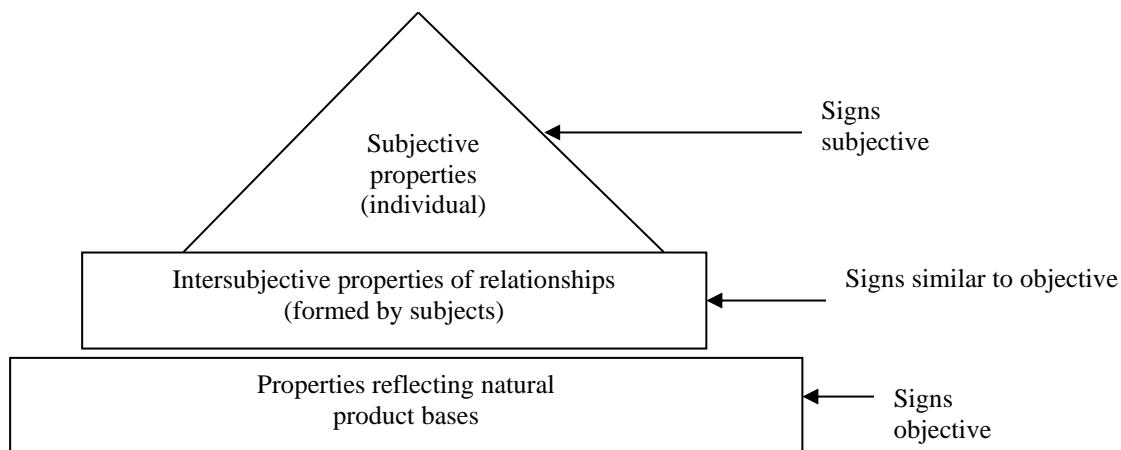 Subjective
properties
(individual)
Signs
subjective
Intersubjective properties of relationships
(formed by subjects)
Signs similar to objective
Properties reflecting natural
product bases
Signs
objective